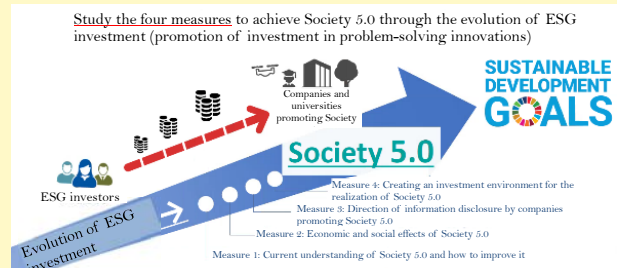 Study the four measures to achieve Society 5.0 through the evolution of ESG
investment (promotion of investment in problem-solving innovations)
SUSTAINABLE
DEVELOPMENT
GOALS
Companies and
universities
promoting Society
Society 5.0
ESG investors
Measure 4: Creating an investment environment for the
realization of Society 5.0
Measure 3: Direction of information disclosure by companies
promoting Society 5.0
Measure 2: Economic and social effects of Society 5.0
Measure 1: Current understanding of Society 5.0 and how to improve it
Evolution of ESG
investment